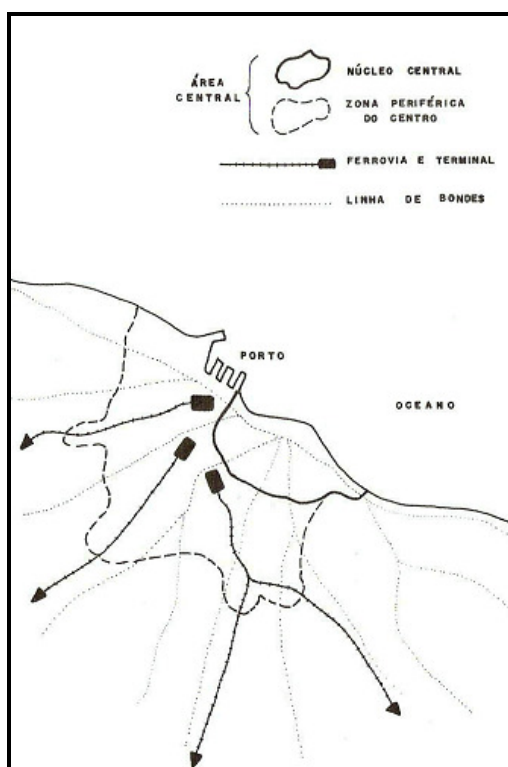 ÁREA
CENTRAL
NÚCLEO CENTRAL
ZONA PERIFÉRICA
DO CENTRO
FERROVIA E TERMINAL
LINHA DE BONDES
PORTO
OCEANO